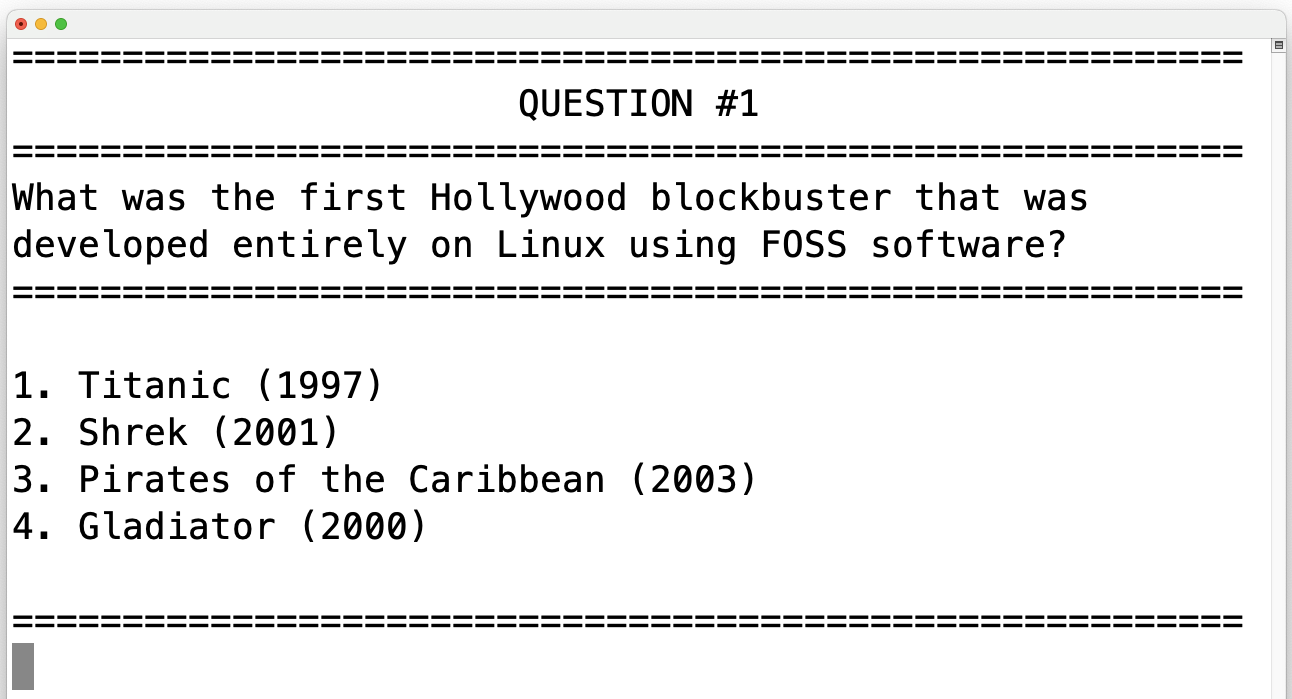 ========================================================
QUESTION #1
========================================================
What was the first Hollywood blockbuster that was
developed entirely on Linux using FOSS software?
========================================================
1. Titanic (1997)
2. Shrek (2001)
3. Pirates of the Caribbean (2003)
4. Gladiator (2000)
========================================================